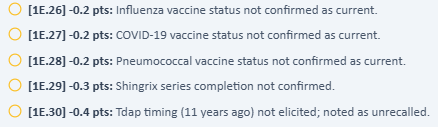 [1E.26] -0.2 pts: Influenza vaccine status not confirmed as current.
[1E.27] -0.2 pts: COVID-19 vaccine status not confirmed as current.
[1E.28] -0.2 pts: Pneumococcal vaccine status not confirmed as current.
[1E.29] -0.3 pts: Shingrix series completion not confirmed.
[1E.30] -0.4 pts: Tdap timing (11 years ago) not elicited; noted as unrecalled.